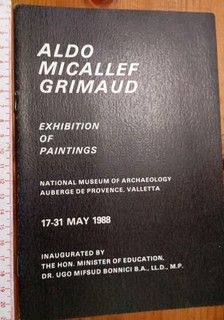 ALDO
MICALLEF
GRIMAUD
EXHIBITION
OF
PAINTINGS
NATIONAL MUSEUM OF ARCHAEOLOGY
AUBERGE DE PROVENCE, VALLETTA
17-31 MAY 1988
INAUGURATED BY
THE HON. MINISTER OF EDUCATION,
DR. UGO MIFSUD BONNICI B.A., LL.D., M.P.